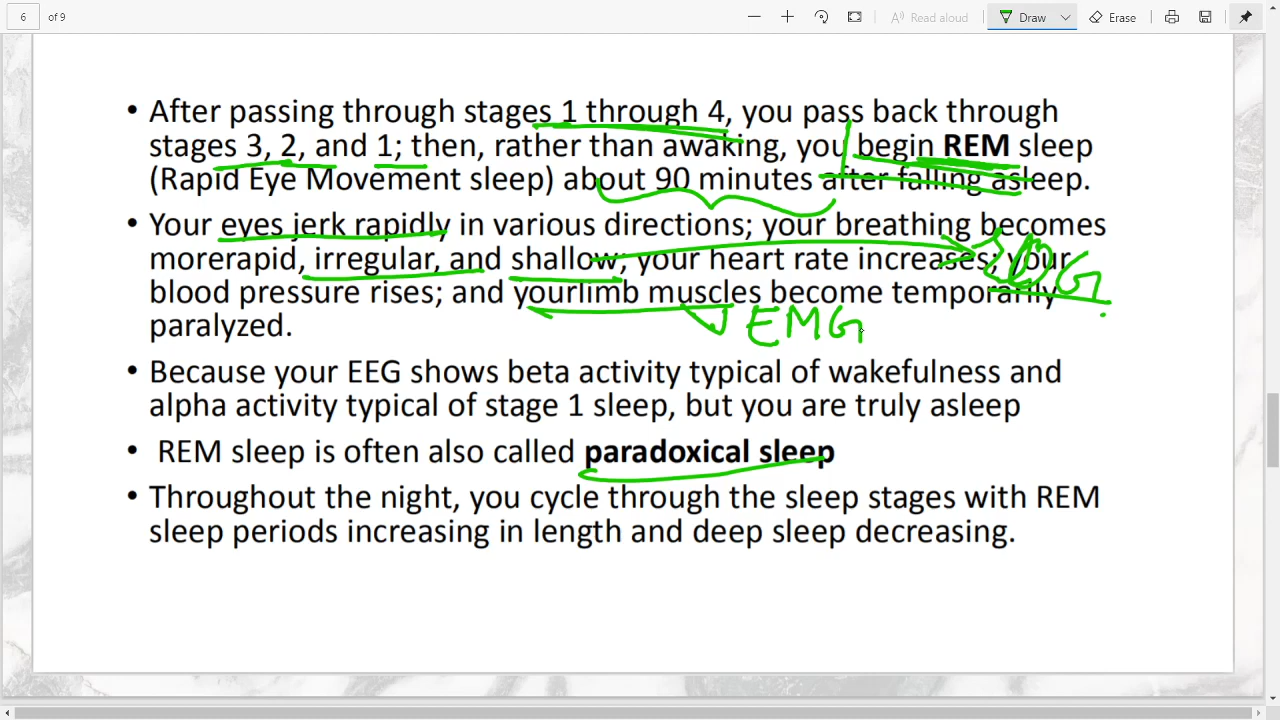 6 of 9 Read aloud Draw Erase
• After passing through stages 1 through 4, you pass back through
stages 3, 2, and 1; then, rather than awaking, you begin REM sleep
(Rapid Eye Movement sleep) about 90 minutes after falling asleep.
• Your eyes jerk rapidly in various directions; your breathing becomes
morerapid, irregular, and shallow; your heart rate increases; your
blood pressure rises; and yourlimb muscles become temporarily
paralyzed.
EMG
• Because your EEG shows beta activity typical of wakefulness and
alpha activity typical of stage 1 sleep, but you are truly asleep
• REM sleep is often also called paradoxical sleep
• Throughout the night, you cycle through the sleep stages with REM
sleep periods increasing in length and deep sleep decreasing.